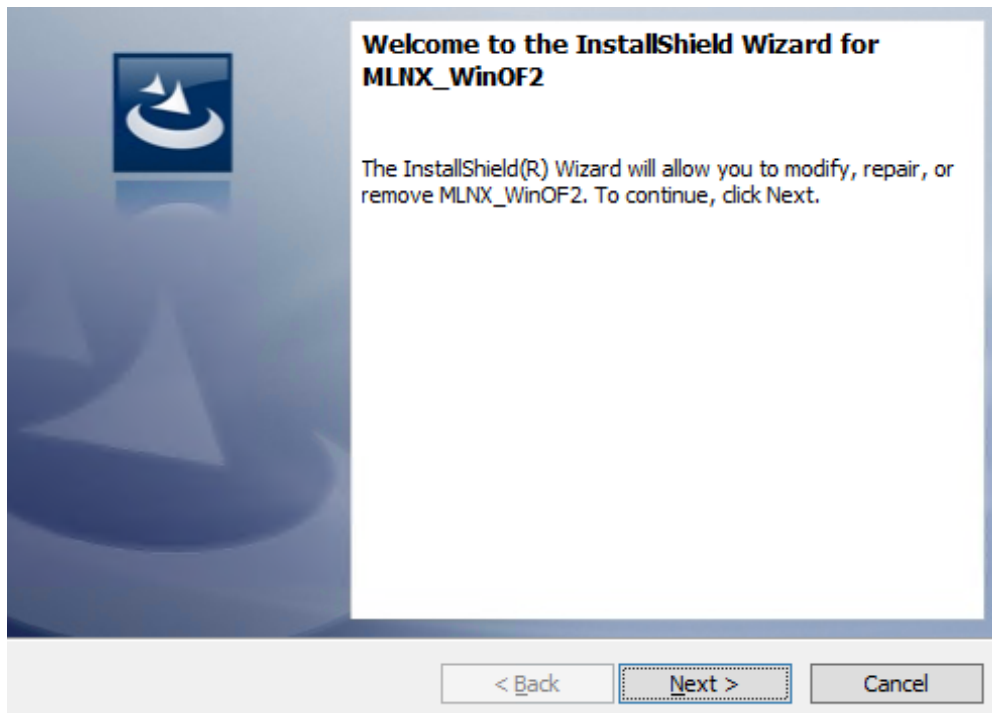 Welcome to the InstallShield Wizard for
MLNX_WinOF2
The InstallShield(R) Wizard will allow you to modify, repair, or
remove MLNX_WinOF2. To continue, click Next.
< Back
Next >
Cancel